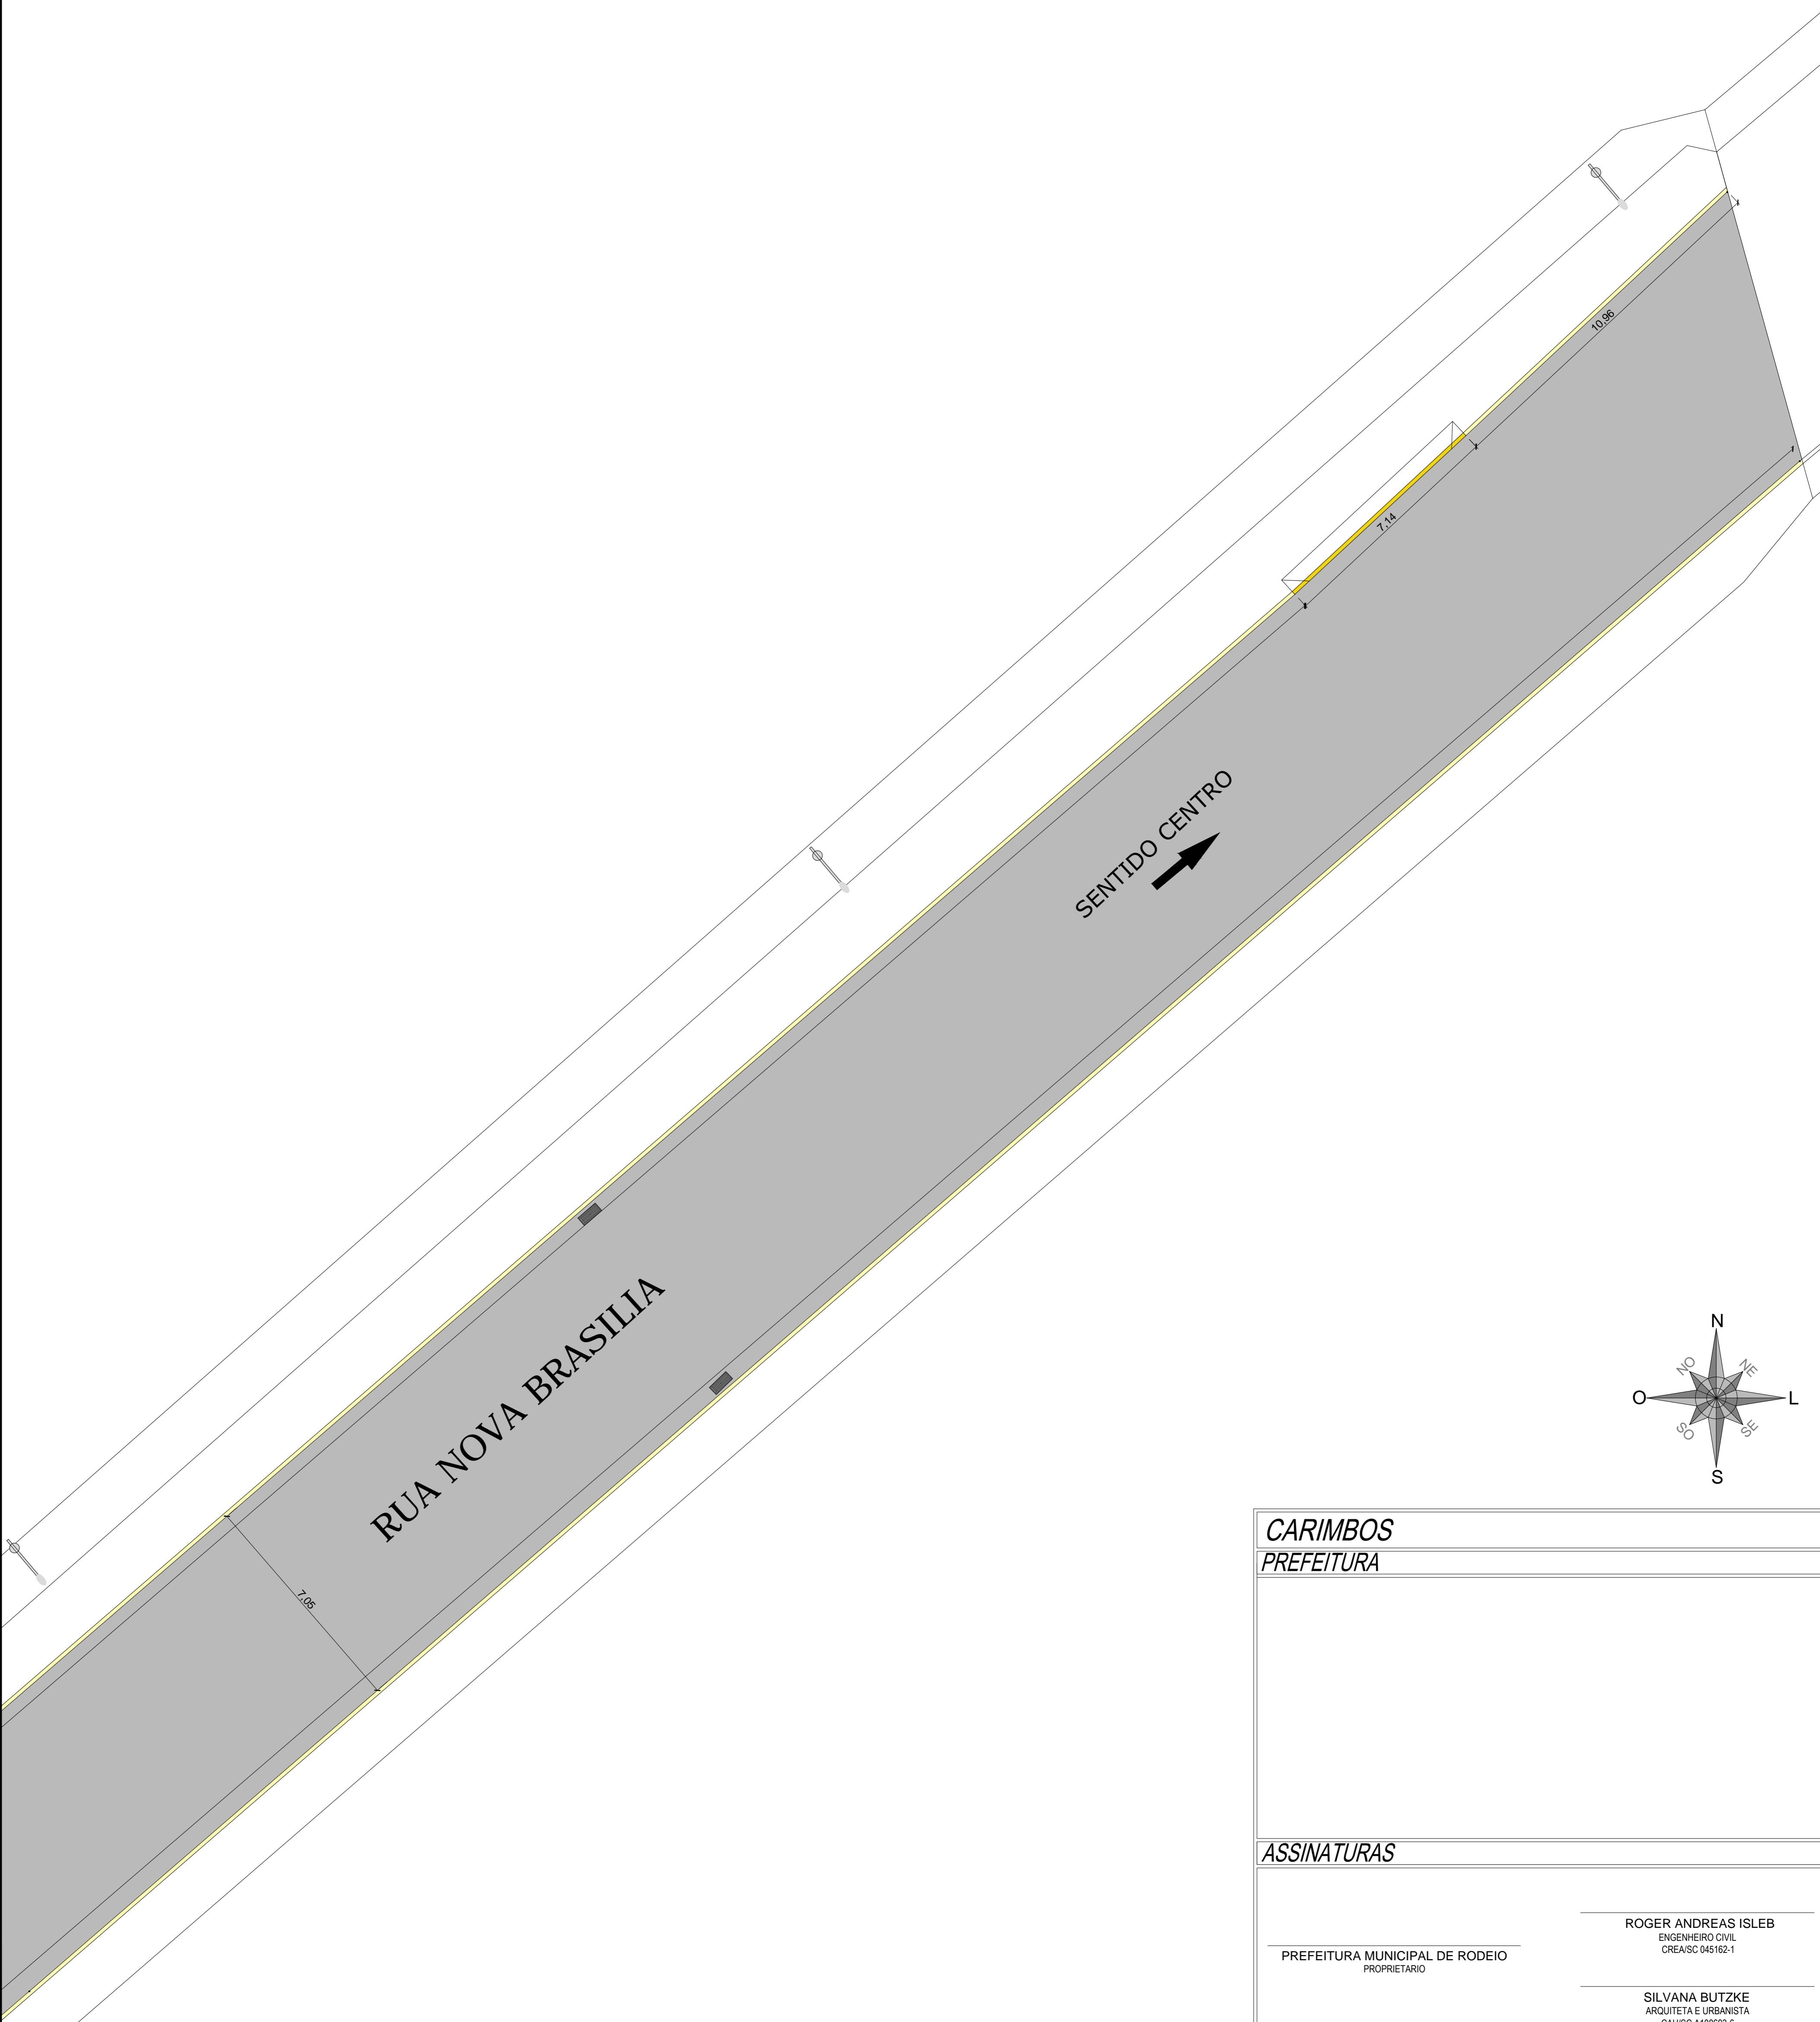 10,96
7,14
SENTIDO CENTRO
RUA NOVA BRASILIA
7,05
N
NO
NE
O
L
SO
SE
S
CARIMBOS
PREFEITURA
ASSINATURAS
ROGER ANDREAS ISLEB
ENGENHEIRO CIVIL
CREA/SC 045162-1
PREFEITURA MUNICIPAL DE RODEIO
PROPRIETARIO
SILVANA BUTZKE
ARQUITETA E URBANISTA